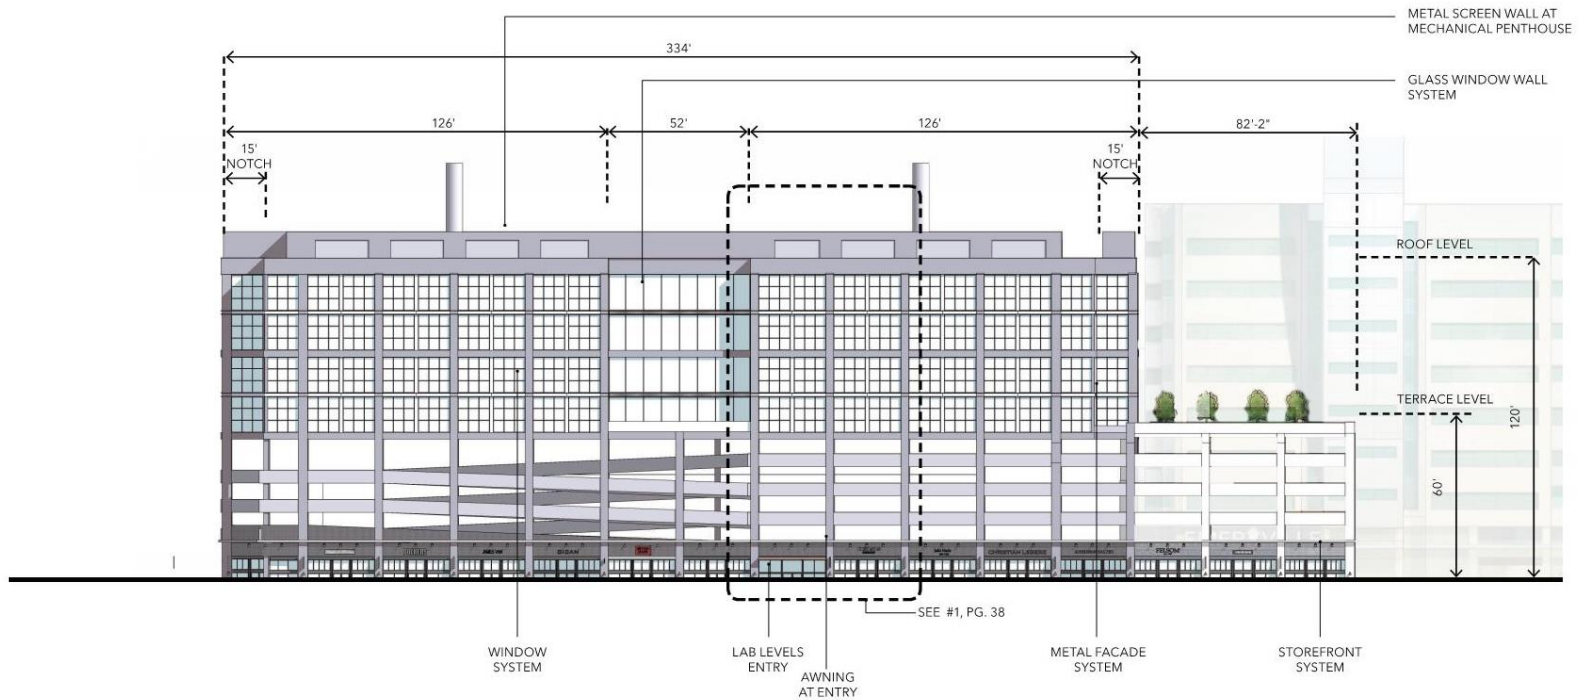 METAL SCREEN WALL AT
MECHANICAL PENTHOUSE
334'
GLASS WINDOW WALL
SYSTEM
126'
52'
126'
82'-2"
15'
NOTCH
15'
NOTCH
ROOF LEVEL
TERRACE LEVEL
120'
60'
CHRISTIAN LIEGERE
SEE #1, PG. 38
WINDOW
SYSTEM
LAB LEVELS
ENTRY
AWNING
AT ENTRY
METAL FACADE
SYSTEM
STOREFRONT
SYSTEM